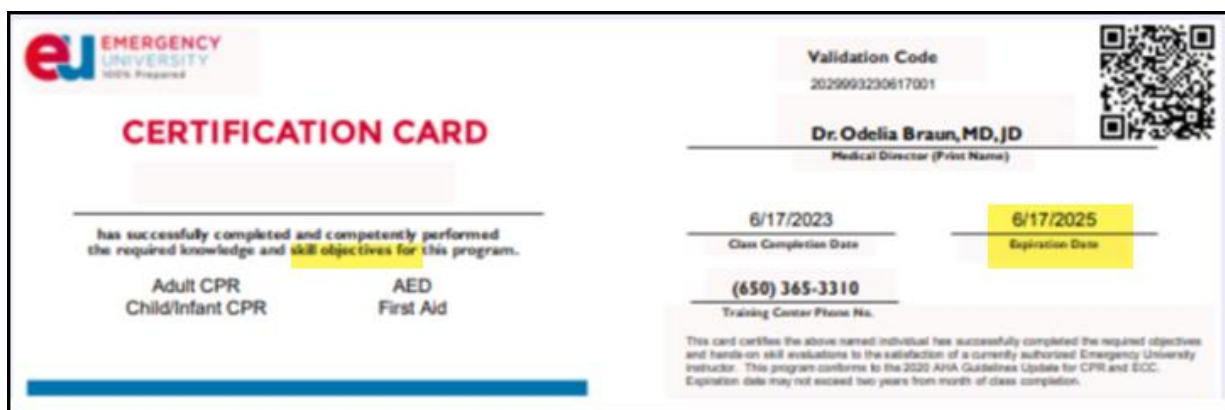 EMERGENCY
UNIVERSITY
100% Prepared
CERTIFICATION CARD
has successfully completed and competently performed
the required knowledge and skill objectives for this program.
Adult CPR AED
Child/Infant CPR First Aid
Validation Code
2029993230617001
Dr. Odelia Braun, MD, JD
Medical Director (Print Name)
6/17/2023 6/17/2025
Class Completion Date Expiration Date
(650) 365-3310
Training Center Phone No.
This card certifies the above named individual has successfully completed the required objectives
and hands-on skill evaluations to the satisfaction of a currently authorized Emergency University
instructor. This program conforms to the 2020 AHA Guidelines Update for CPR and ECC.
Expiration date may not exceed two years from month of class completion.